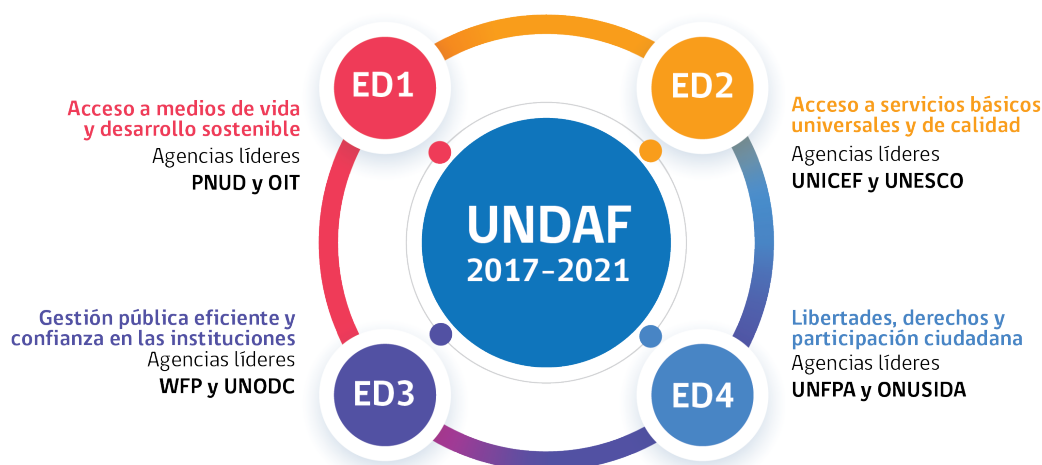 ED1
ED2
Acceso a medios de vida
y desarrollo sostenible
Agencias líderes
PNUD y OIT
Acceso a servicios básicos
universales y de calidad
Agencias líderes
UNICEF y UNESCO
UNDAF
2017-2021
Gestión pública eficiente y
confianza en las instituciones
Agencias líderes
WFP y UNODC
Libertades, derechos y
participación ciudadana
Agencias líderes
UNFPA y ONUSIDA
ED3
ED4